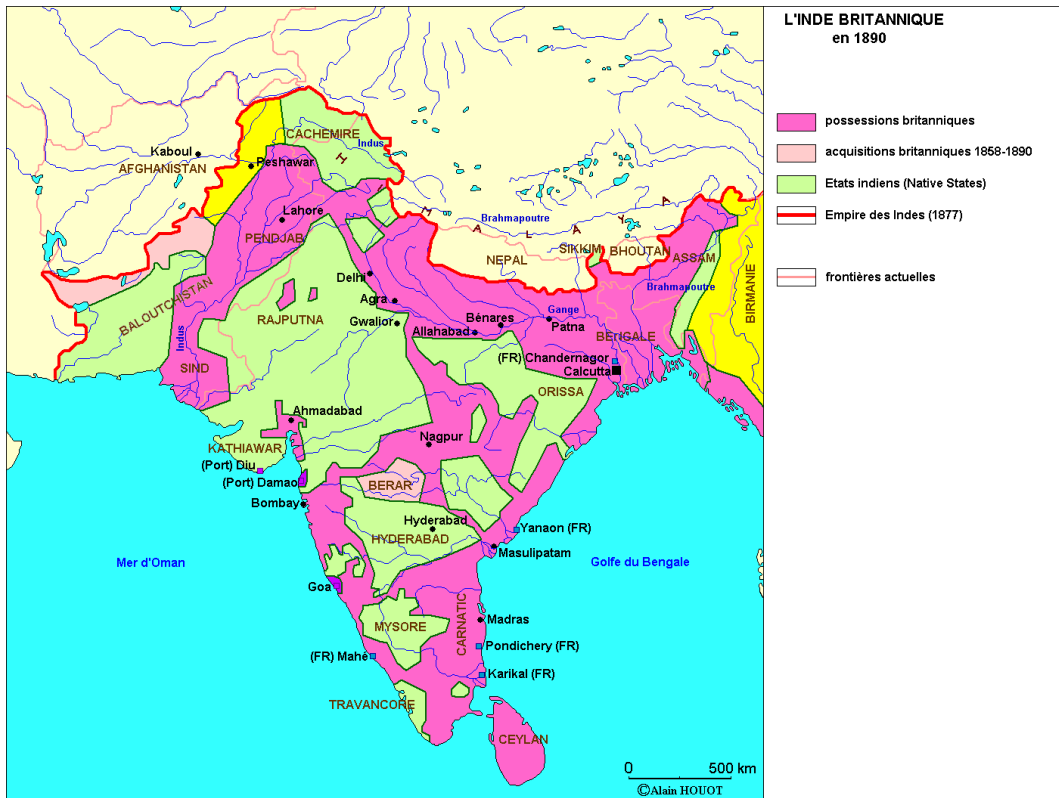 L'INDE BRITANNIQUE
en 1890
possessions britanniques
acquisitions britanniques 1858-1890
Etats indiens (Native States)
Empire des Indes (1877)
frontières actuelles
CACHEMIRE
Indus
Kaboul
AFGHANISTAN
Peshawar
H I M A L A Y A
Lahore
PENDJAB
Brahmapoutre
SIKKIM
BHOUTAN
NEPAL
ASSAM
Delhi
BALOUTCHISTAN
Brahmapoutre
BIRMANIE
Agra
RAJPUTNA
Gwalior
Bénares
Gange
Patna
Allahabad
BENGALE
Indus
(FR) Chandernagor
SIND
Calcutta
ORISSA
Ahmadabad
Nagpur
KATHIAWAR
(Port) Diu
(Port) Damao
BERAR
Bombay
Hyderabad
Yanaon (FR)
HYDERABAD
Masulipatam
Mer d'Oman
Golfe du Bengale
Goa
CARNATIC
Madras
MYSORE
Pondichery (FR)
(FR) Mahé
Karikal (FR)
TRAVANCORE
CEYLAN
0 500 km
©Alain HOUOT